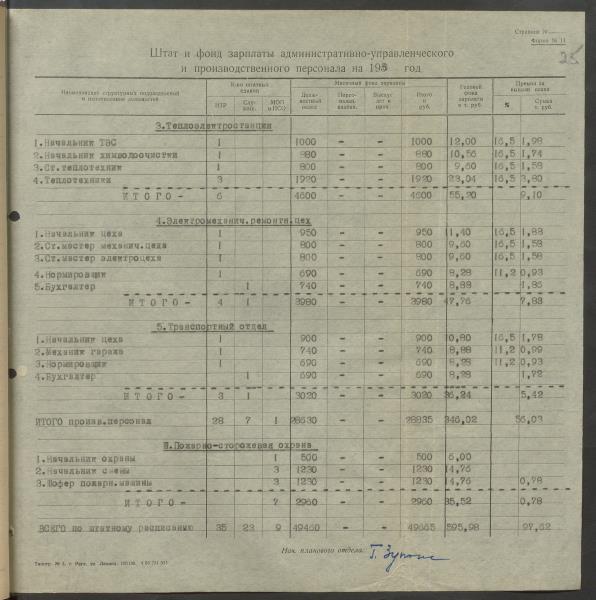 Страница №
Форма № 11
25
Штат и фонд зарплаты административно-управленческого
и производственного персонала на 195 год
Наименование структурных подразделений и наименование должностей | К-во штатных единиц | Месячный фонд зарплаты | Годовой фонд зарплаты в т. руб. | Премия за
ИТР | Служ. | МОП и ПСО | Должностной оклад | Персональн. надбав. | Выслуг лет и проч. | Итого в руб. | % | Сумма т. руб.
3.Теплоэлектростанция
1.Начальник ТЭС 1 1000 - - 1000 12,00 16,5 1,98
2.Начальник химводоочистки 1 880 - - 880 10,56 16,5 1,74
3.Ст.теплотехник 1 800 - - 800 9,60 16,5 1,58
4.Теплотехники 3 1920 - - 1920 23,04 16,5 3,80
ИТОГО- 6 4600 - - 4600 55,20 9,10
4.Электромеханич.ремонтн.цех
1.Начальник цеха 1 950 - - 950 11,40 16,5 1,88
2.Ст.мастер механич.цеха 1 800 - - 800 9,60 16,5 1,58
3.Ст.мастер электроцеха 1 800 - - 800 9,60 16,5 1,58
4.Нормировщик 1 690 - - 690 8,28 11,2 0,93
5.Бухгалтер 1 740 - - 740 8,88
ИТОГО- 4 1 3980 - - 3980 47,76 7,83
5.Транспортный отдел
1.Начальник цеха 1 900 - - 900 10,80 16,5 1,78
2.Механик гаража 1 740 - - 740 8,88 11,2 0,99
3.Нормировщик 1 690 - - 690 8,28 11,2 0,93
4.Бухгалтер 1 690 - - 690 8,28 1,72
ИТОГО- 3 1 3020 - - 3020 36,24 5,42
ИТОГО произв.персонал 28 7 1 - - 28835 346,02 56,03
Ш.Пожарно-сторожевая охрана
1.Начальник охраны 1 500 - - 500 6,00
2.Начальник смены 3 1230 - - 1230 14,76
3.Шофер пожарн.машины 3 1230 - - 1230 14,76 0,78
ИТОГО- 7 2960 - - 2960 35,52 0,78
ВСЕГО по штатному расписанию 35 23 9 49460 - - 49665 595,98 97,62
Нач. планового отдела: